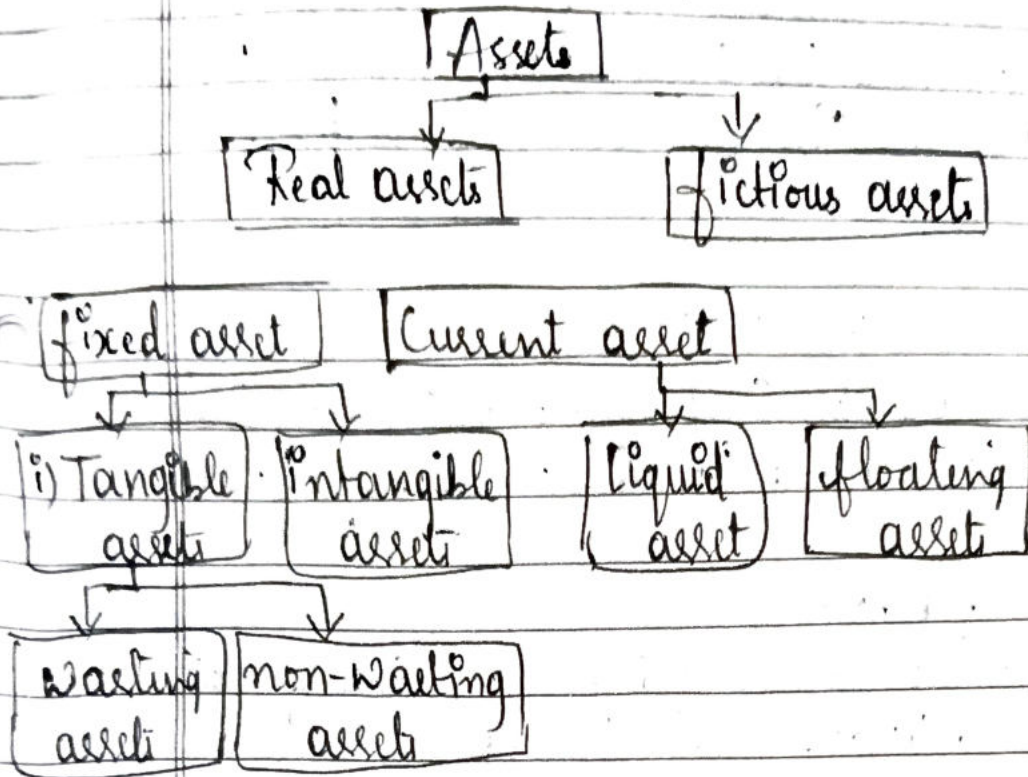 Assets
Real assets
fictious assets
fixed asset
Current asset
i) Tangible
assets
intangible
assets
Liquid
asset
floating
asset
wasting
assets
non-wasting
assets